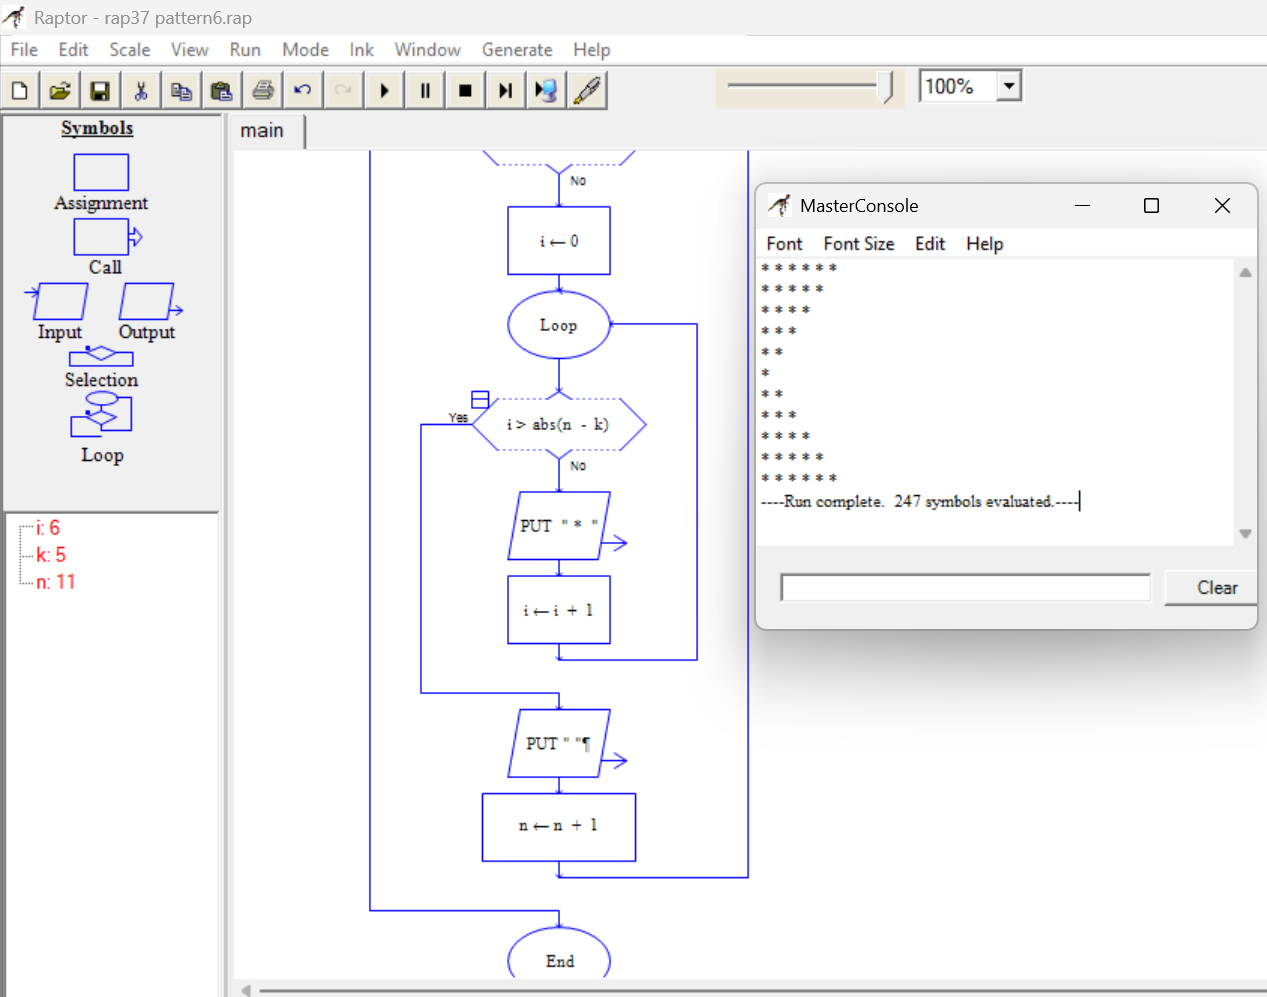 Raptor - rap37 pattern6.rap
File Edit Scale View Run Mode Ink Window Generate Help
100%
Symbols
Assignment
Call
Input Output
Selection
Loop
i: 6
k: 5
n: 11
main
No
i ← 0
Loop
i > abs(n - k)
Yes
No
PUT " * "
i ← i + 1
PUT " "¶
n ← n + 1
End
MasterConsole
Font Font Size Edit Help
* * * * * *
* * * * *
* * * *
* * *
* *
*
* *
* * *
* * * *
* * * * *
* * * * * *
----Run complete. 247 symbols evaluated.----
Clear